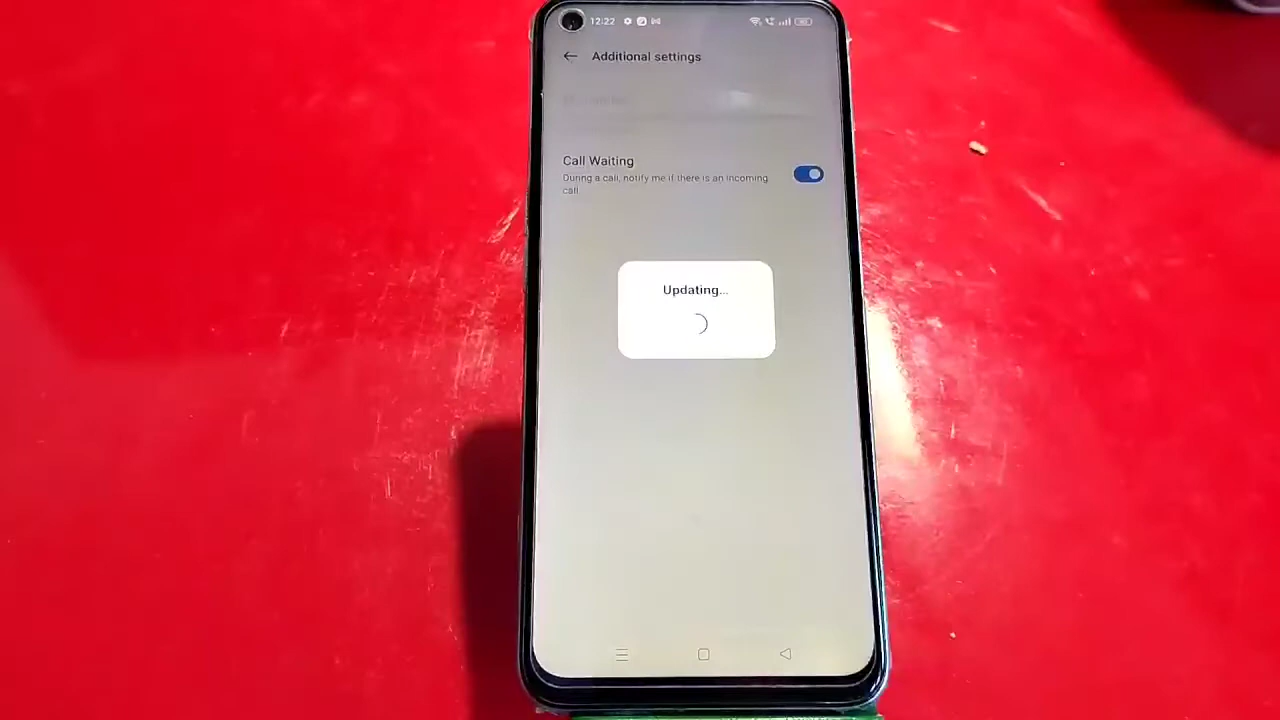 12:22
Additional settings
Call Waiting
During a call, notify me if there is an incoming
call.
Updating...